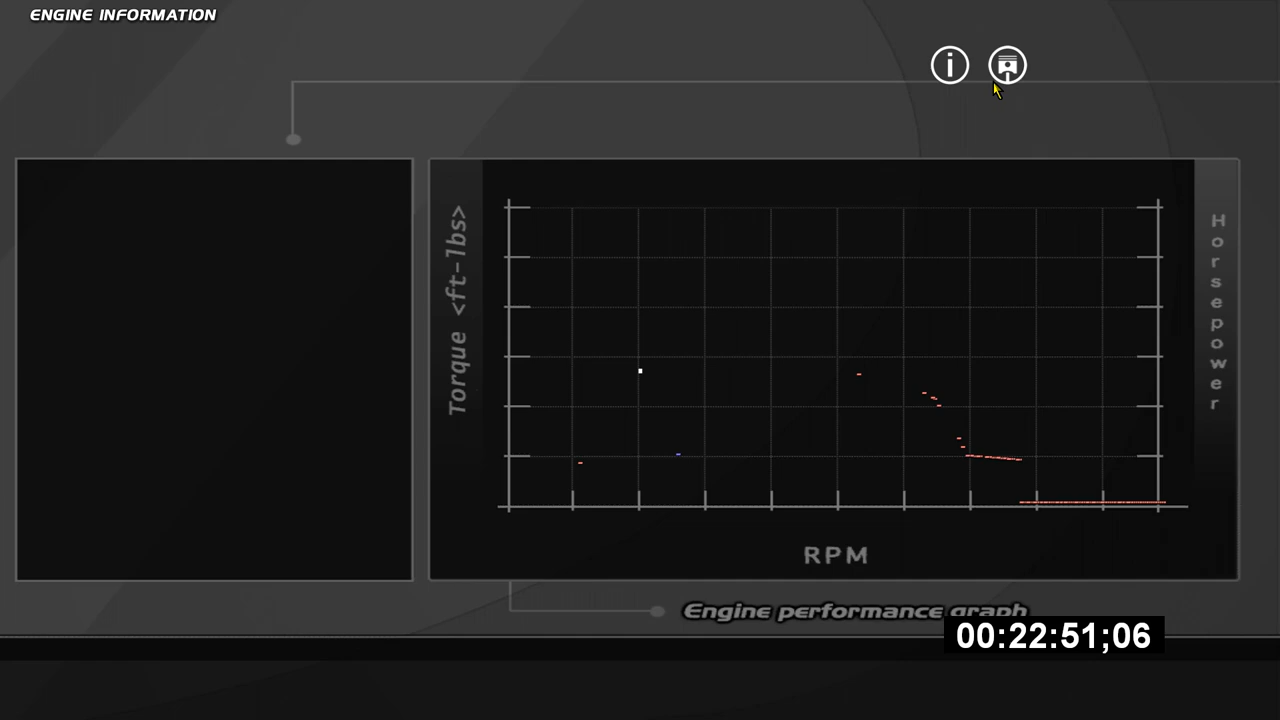 ENGINE INFORMATION
Torque <ft-lbs>
Horsepower
RPM
Engine performance graph
00:22:51;06